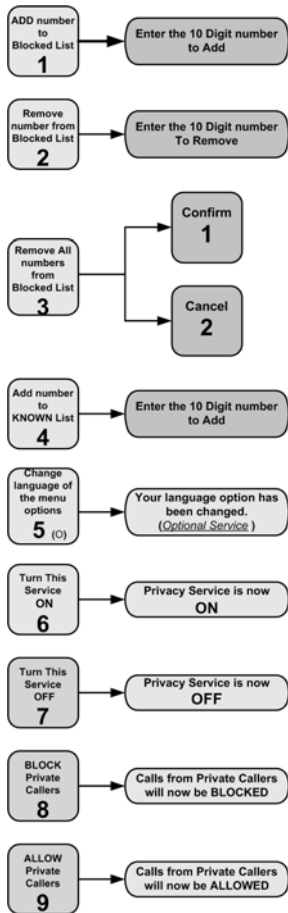 ADD number
to
Blocked List
1
Enter the 10 Digit number
to Add
Remove
number from
Blocked List
2
Enter the 10 Digit number
To Remove
Remove All
numbers
from
Blocked List
3
Confirm
1
Cancel
2
Add number
to
KNOWN List
4
Enter the 10 Digit number
to Add
Change
language of
the menu
options
5 (O)
Your language option has
been changed.
(Optional Service )
Turn This
Service
ON
6
Privacy Service is now
ON
Turn This
Service
OFF
7
Privacy Service is now
OFF
BLOCK
Private
Callers
8
Calls from Private Callers
will now be BLOCKED
ALLOW
Private
Callers
9
Calls from Private Callers
will now be ALLOWED